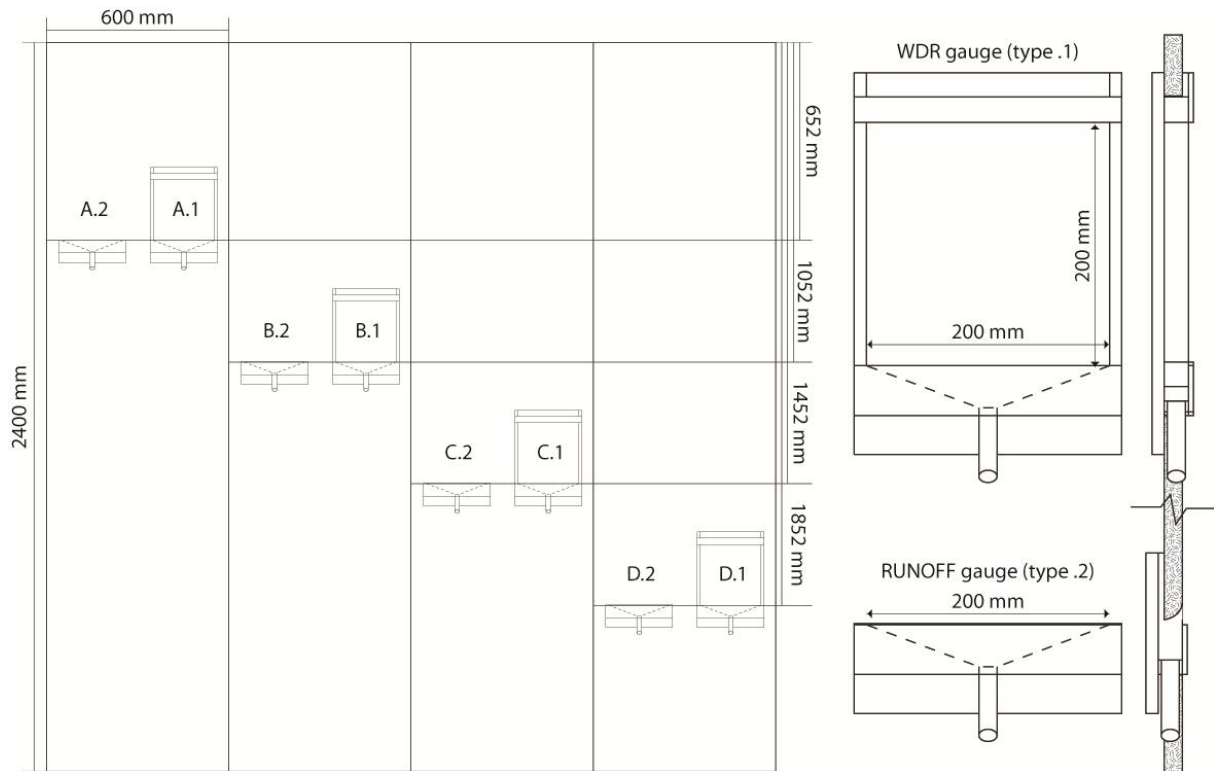 600 mm
2400 mm
652 mm
1052 mm
1452 mm
1852 mm
A.2
A.1
B.2
B.1
C.2
C.1
D.2
D.1
WDR gauge (type .1)
200 mm
200 mm
RUNOFF gauge (type .2)
200 mm